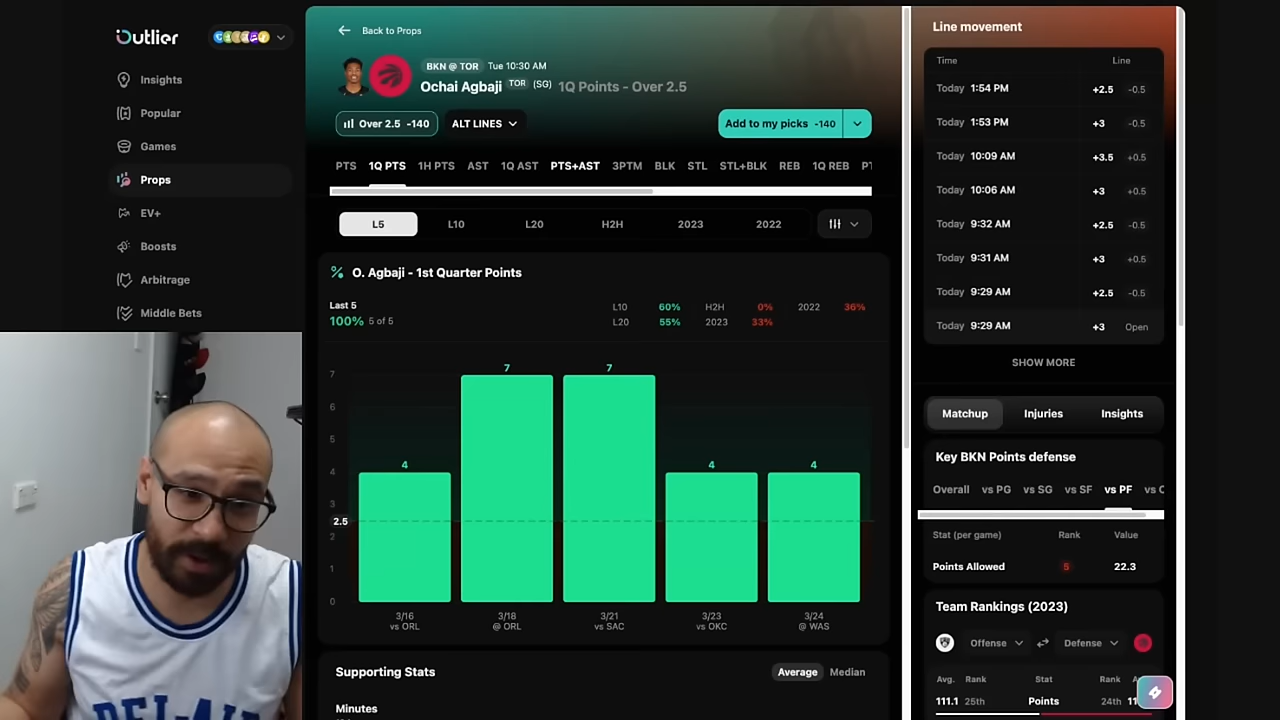 Outlier
Insights
Popular
Games
Props
EV+
Boosts
Arbitrage
Middle Bets
Back to Props
BKN @ TOR Tue 10:30 AM
Ochai Agbaji TOR (SG) 1Q Points - Over 2.5
Over 2.5 -140 ALT LINES
Add to my picks -140
PTS 1Q PTS 1H PTS AST 1Q AST PTS+AST 3PTM BLK STL STL+BLK REB 1Q REB PT
L5 L10 L20 H2H 2023 2022
O. Agbaji - 1st Quarter Points
Last 5
100% 5 of 5
L10 60% H2H 0% 2022 36%
L20 55% 2023 33%
7
6
5
4
3
2.5
2
1
0
4
7
7
4
4
3/16
vs ORL
3/18
@ ORL
3/21
vs SAC
3/23
vs OKC
3/24
@ WAS
Supporting Stats
Average Median
Minutes
Line movement
Time Line
Today 1:54 PM +2.5 -0.5
Today 1:53 PM +3 -0.5
Today 10:09 AM +3.5 +0.5
Today 10:06 AM +3 +0.5
Today 9:32 AM +2.5 -0.5
Today 9:31 AM +3 +0.5
Today 9:29 AM +2.5 -0.5
Today 9:29 AM +3 Open
SHOW MORE
Matchup Injuries Insights
Key BKN Points defense
Overall vs PG vs SG vs SF vs PF vs C
Stat (per game) Rank Value
Points Allowed 5 22.3
Team Rankings (2023)
Offense Defense
Avg. Rank Stat Rank
111.1 25th Points 24th